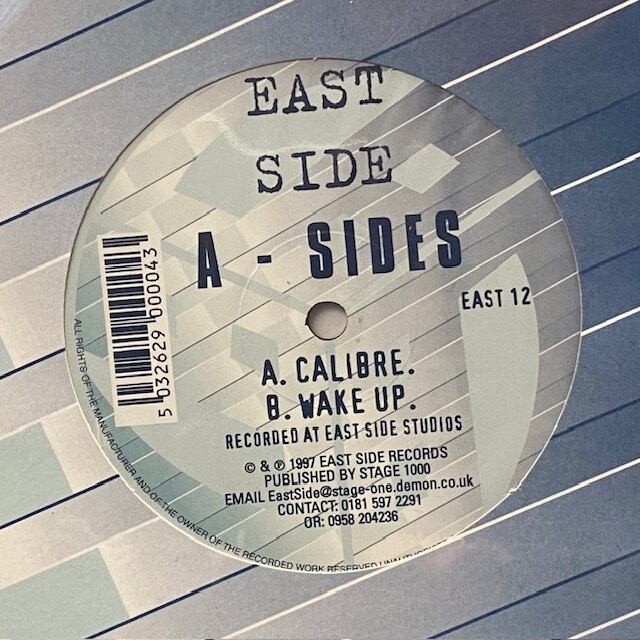 EAST
SIDE
A - SIDES
EAST 12
5 032629 000043
A. CALIBRE.
B. WAKE UP.
RECORDED AT EAST SIDE STUDIOS
© & ℗ 1997 EAST SIDE RECORDS
PUBLISHED BY STAGE 1000
EMAIL EastSide@stage-one.demon.co.uk
CONTACT: 0181 597 2291
OR: 0958 204236
ALL RIGHTS OF THE MANUFACTURER AND OF THE OWNER OF THE RECORDED WORK RESERVED